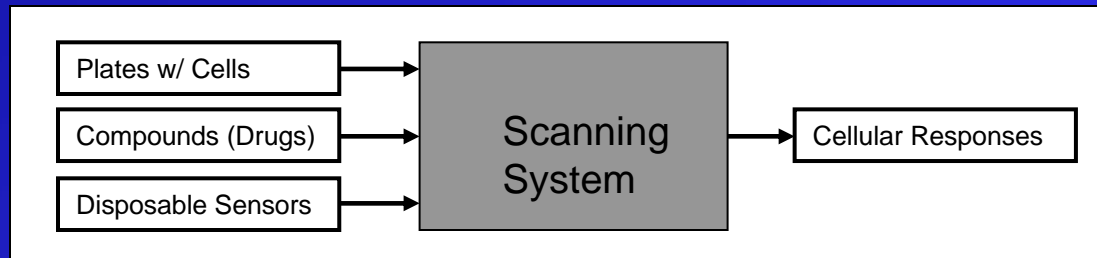 Plates w/ Cells
Compounds (Drugs)
Disposable Sensors
Scanning
System
Cellular Responses